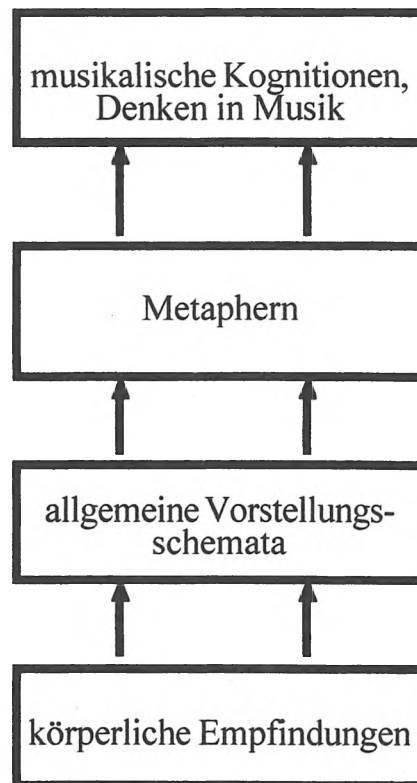 musikalische Kognitionen,
Denken in Musik
Metaphern
allgemeine Vorstellungs-
schemata
körperliche Empfindungen